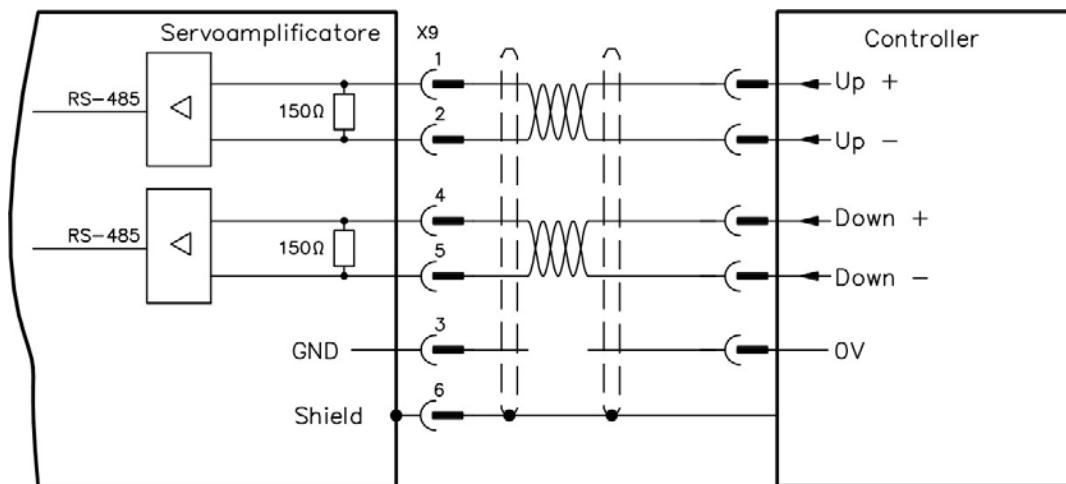 Servoamplificatore X9 Controller
1
RS-485 150Ω Up +
2 Up -
4
RS-485 150Ω Down +
5 Down -
3
GND 0V
6
Shield